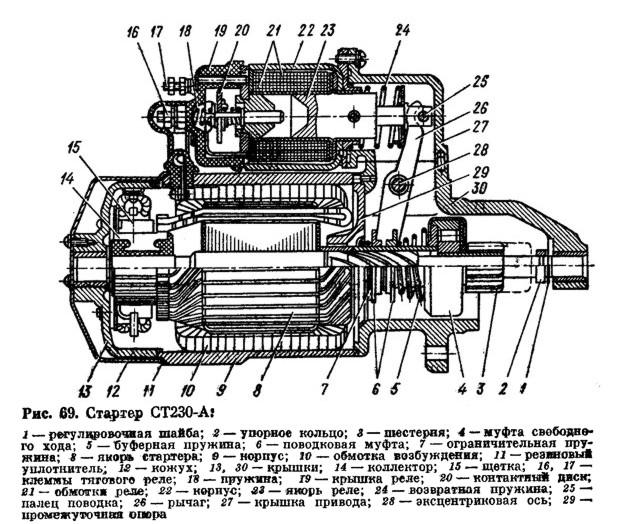 16 17 18 19 20 21 22 23 24
25
26
27
28
29
30
15
14
13 12 11 10 9 8 7 6 5 4 3 2 1
Рис. 69. Стартер СТ230-А:
1 — регулировочная шайба; 2 — упорное кольцо; 3 — шестерня; 4 — муфта свободно-
го хода; 5 — буферная пружина; 6 — поводковая муфта; 7 — ограничительная пру-
жина; 8 — якорь стартера; 9 — корпус; 10 — обмотка возбуждения; 11 — резиновый
уплотнитель; 12 — кожух; 13, 30 — крышки; 14 — коллектор; 15 — щетка; 16, 17 —
клеммы тягового реле; 18 — пружина; 19 — крышка реле; 20 — контактный диск;
21 — обмотки реле; 22 — корпус; 23 — якорь реле; 24 — возвратная пружина; 25 —
палец поводка; 26 — рычаг; 27 — крышка привода; 28 — эксцентриковая ось; 29 —
промежуточная опора